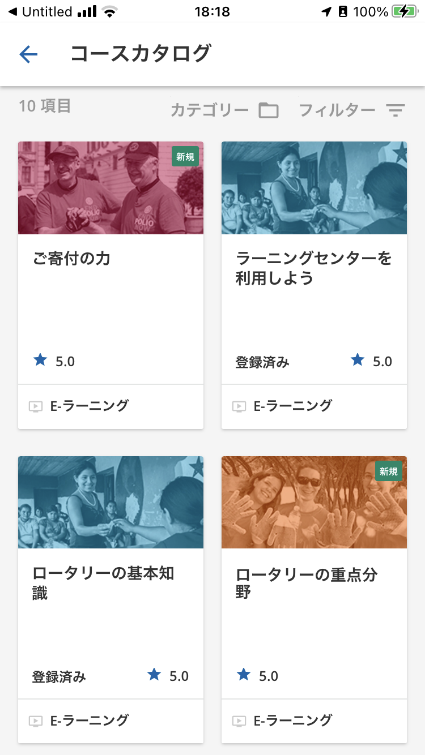 ◀ Untitled 18:18 100%
コースカタログ
10 項目 カテゴリー フィルター
新規
ご寄付の力
5.0
E-ラーニング
ラーニングセンターを
利用しよう
登録済み 5.0
E-ラーニング
ロータリーの基本知
識
登録済み 5.0
E-ラーニング
新規
ロータリーの重点分
野
5.0
E-ラーニング